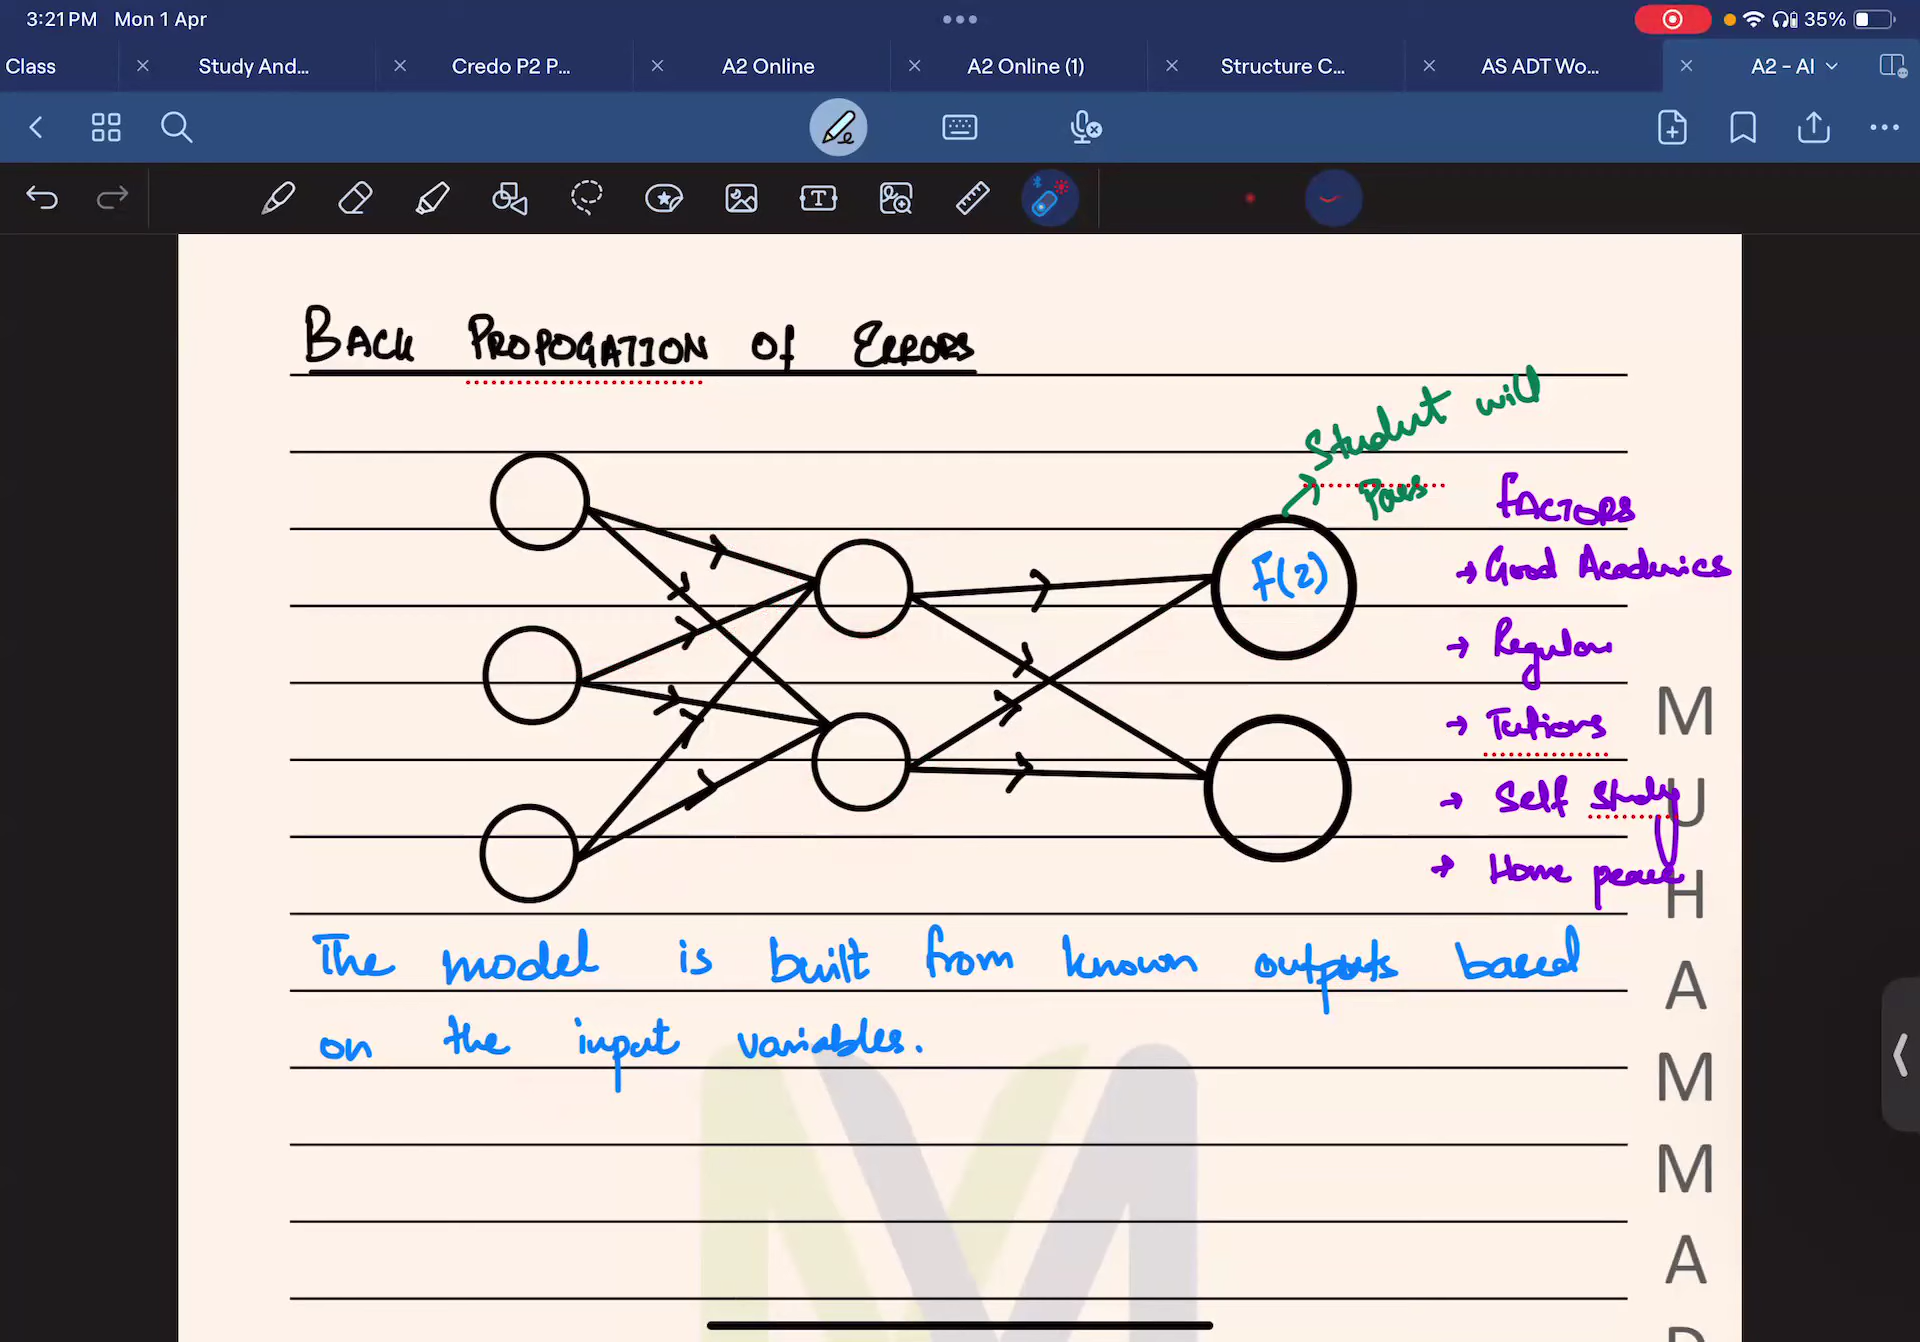 3:21 PM Mon 1 Apr
35%
Class
Study And...
Credo P2 P...
A2 Online
A2 Online (1)
Structure C...
AS ADT Wo...
A2 - AI
BACK PROPOGATION Of ERRORS
Student will
Pass
F(2)
FACTORS
→ Good Academics
→ Regular
→ Tutions
→ Self Study
→ Home peace
The model is built from known outputs based
on the input variables.
M
U
H
A
M
M
A
D